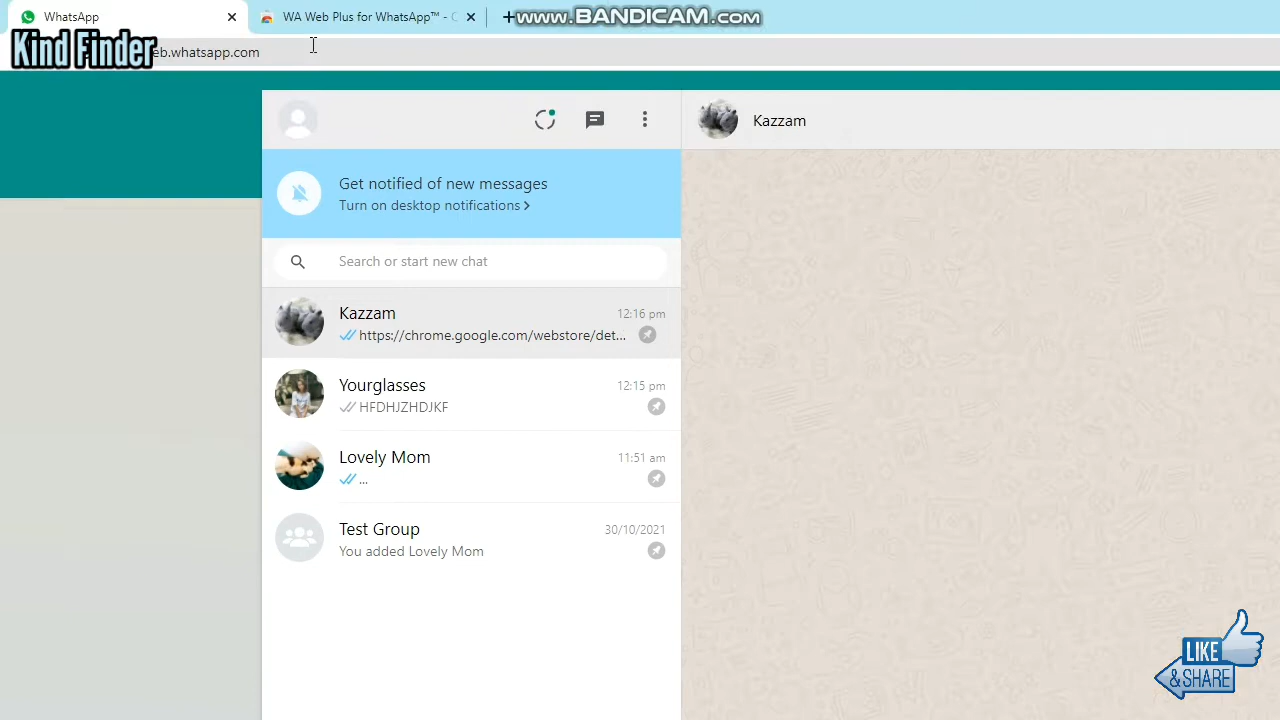 WhatsApp
WA Web Plus for WhatsApp™ - C
www.BANDICAM.com
Kind Finder
eb.whatsapp.com
Kazzam
Get notified of new messages
Turn on desktop notifications >
Search or start new chat
Kazzam
12:16 pm
https://chrome.google.com/webstore/det...
Yourglasses
12:15 pm
HFDHJZHDJKF
Lovely Mom
11:51 am
...
Test Group
30/10/2021
You added Lovely Mom
LIKE
& SHARE